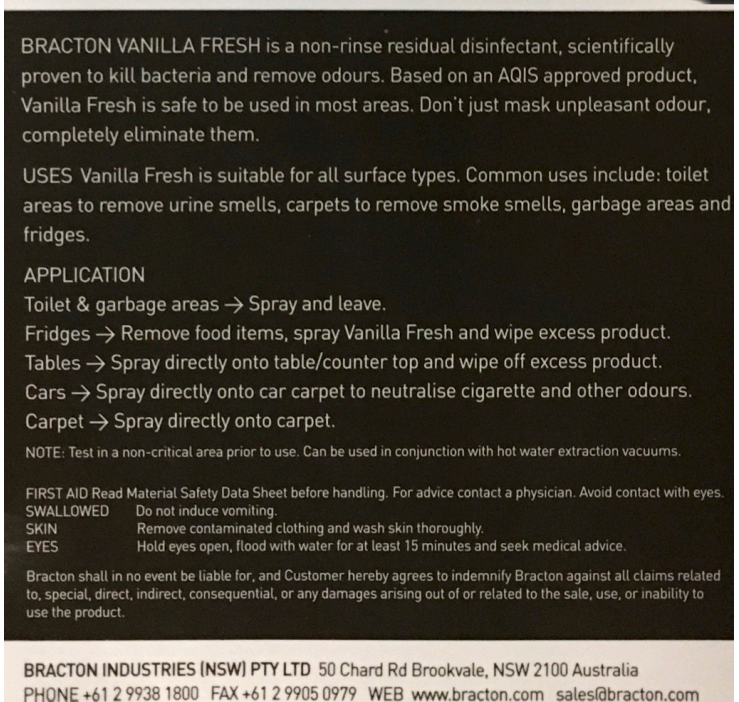 BRACTON VANILLA FRESH is a non-rinse residual disinfectant, scientifically
proven to kill bacteria and remove odours. Based on an AQIS approved product,
Vanilla Fresh is safe to be used in most areas. Don't just mask unpleasant odour,
completely eliminate them.
USES Vanilla Fresh is suitable for all surface types. Common uses include: toilet
areas to remove urine smells, carpets to remove smoke smells, garbage areas and
fridges.
APPLICATION
Toilet & garbage areas → Spray and leave.
Fridges → Remove food items, spray Vanilla Fresh and wipe excess product.
Tables → Spray directly onto table/counter top and wipe off excess product.
Cars → Spray directly onto car carpet to neutralise cigarette and other odours.
Carpet → Spray directly onto carpet.
NOTE: Test in a non-critical area prior to use. Can be used in conjunction with hot water extraction vacuums.
FIRST AID Read Material Safety Data Sheet before handling. For advice contact a physician. Avoid contact with eyes.
SWALLOWED Do not induce vomiting.
SKIN Remove contaminated clothing and wash skin thoroughly.
EYES Hold eyes open, flood with water for at least 15 minutes and seek medical advice.
Bracton shall in no event be liable for, and Customer hereby agrees to indemnify Bracton against all claims related
to, special, direct, indirect, consequential, or any damages arising out of or related to the sale, use, or inability to
use the product.
BRACTON INDUSTRIES (NSW) PTY LTD 50 Chard Rd Brookvale, NSW 2100 Australia
PHONE +61 2 9938 1800 FAX +61 2 9905 0979 WEB www.bracton.com sales@bracton.com